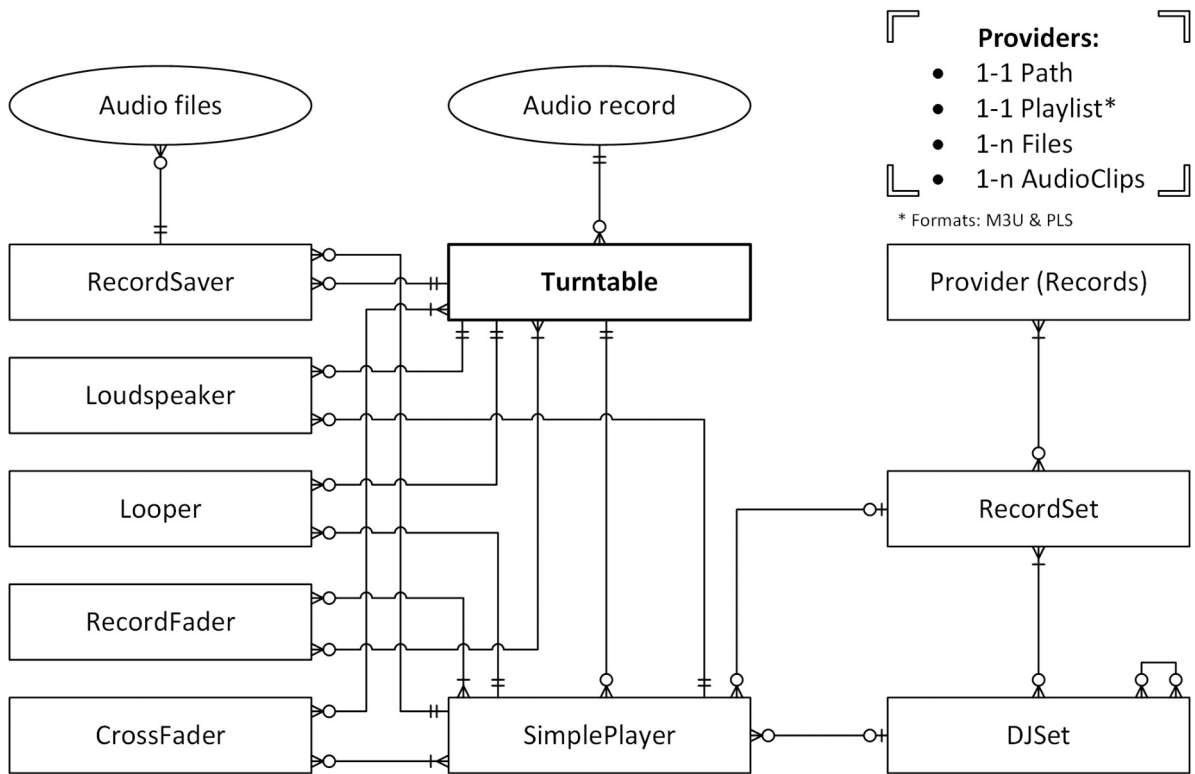 Providers:
• 1-1 Path
• 1-1 Playlist*
• 1-n Files
• 1-n AudioClips
* Formats: M3U & PLS
Audio files
Audio record
RecordSaver
Turntable
Provider (Records)
Loudspeaker
Looper
RecordSet
RecordFader
CrossFader
SimplePlayer
DJSet